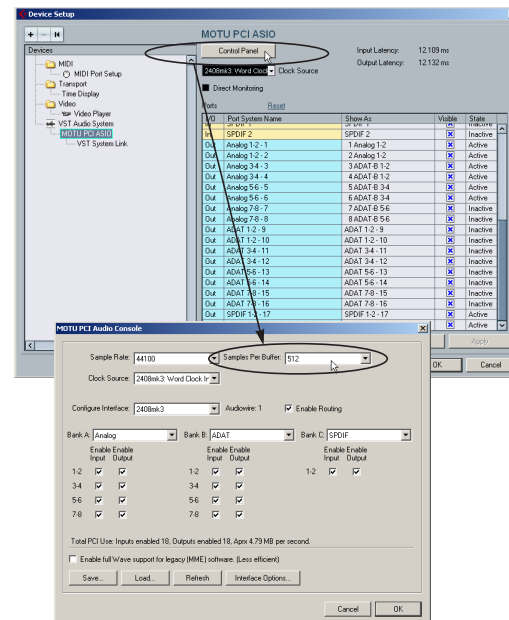 Device Setup
+ - I◄
MOTU PCI ASIO
Devices
MIDI
MIDI Port Setup
Transport
Time Display
Video
Video Player
VST Audio System
MOTU PCI ASIO
VST System Link
Control Panel
Input Latency: 12.109 ms
Output Latency: 12.132 ms
2408mk3: Word Cloc Clock Source
Direct Monitoring
Ports Reset
I/O Port System Name Show As Visible State
In SPDIF 1 SPDIF 1 Inactive
In SPDIF 2 SPDIF 2 Inactive
Out Analog 1-2 - 1 1 Analog 1-2 Active
Out Analog 1-2 - 2 2 Analog 1-2 Active
Out Analog 3-4 - 3 3 ADAT-B 1-2 Active
Out Analog 3-4 - 4 4 ADAT-B 1-2 Active
Out Analog 5-6 - 5 5 ADAT-B 3-4 Active
Out Analog 5-6 - 6 6 ADAT-B 3-4 Active
Out Analog 7-8 - 7 7 ADAT-B 5-6 Inactive
Out Analog 7-8 - 8 8 ADAT-B 5-6 Inactive
Out ADAT 1-2 - 9 ADAT 1-2 - 9 Inactive
Out ADAT 1-2 - 10 ADAT 1-2 - 10 Inactive
Out ADAT 3-4 - 11 ADAT 3-4 - 11 Inactive
Out ADAT 3-4 - 12 ADAT 3-4 - 12 Inactive
Out ADAT 5-6 - 13 ADAT 5-6 - 13 Inactive
Out ADAT 5-6 - 14 ADAT 5-6 - 14 Inactive
Out ADAT 7-8 - 15 ADAT 7-8 - 15 Inactive
Out ADAT 7-8 - 16 ADAT 7-8 - 16 Inactive
Out SPDIF 1-2 - 17 SPDIF 1-2 - 17 Active
Active
Apply
OK Cancel
MOTU PCI Audio Console
Sample Rate: 44100 Samples Per Buffer: 512
Clock Source: 2408mk3: Word Clock Ir
Configure Interface: 2408mk3 Audiowire: 1 Enable Routing
Bank A: Analog Bank B: ADAT Bank C: SPDIF
Enable Enable Enable Enable Enable Enable
Input Output Input Output Input Output
1-2 1-2 1-2
3-4 3-4
5-6 5-6
7-8 7-8
Total PCI Use: Inputs enabled 18, Outputs enabled 18, Aprx 4.79 MB per second.
Enable full Wave support for legacy (MME) software. (Less efficient)
Save... Load... Refresh Interface Options...
Cancel OK